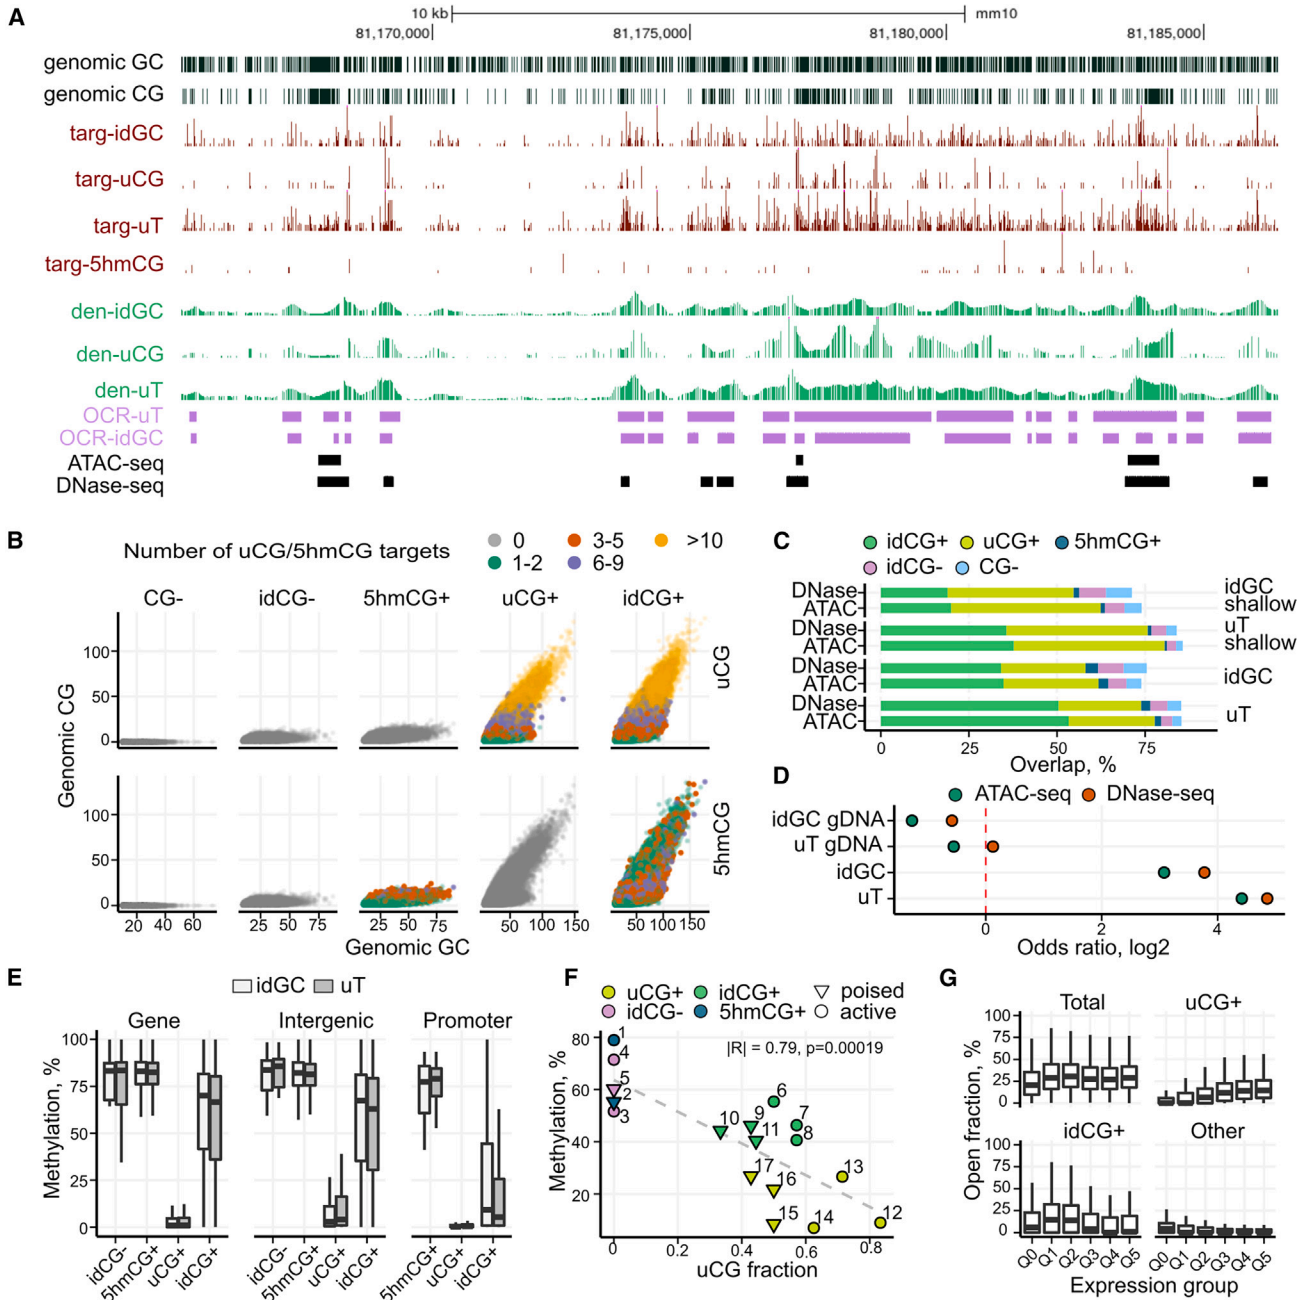 A
10 kb
mm10
81,170,000
81,175,000
81,180,000
81,185,000
genomic GC
genomic CG
targ-idGC
targ-uCG
targ-uT
targ-5hmCG
den-idGC
den-uCG
den-uT
OCR-uT
OCR-idGC
ATAC-seq
DNase-seq
B
Number of uCG/5hmCG targets
0
3-5
>10
1-2
6-9
CG-
idCG-
5hmCG+
uCG+
idCG+
100
50
0
uCG
Genomic CG
100
50
0
5hmCG
20 40 60
25 50 75
25 50 75
50 100 150
50 100 150
Genomic GC
C
idCG+
uCG+
5hmCG+
idCG-
CG-
DNase
ATAC
idGC shallow
DNase
ATAC
uT shallow
DNase
ATAC
idGC
DNase
ATAC
uT
0 25 50 75
Overlap, %
D
ATAC-seq
DNase-seq
idGC gDNA
uT gDNA
idGC
uT
0 2 4
Odds ratio, log2
E
idGC
uT
Gene
Intergenic
Promoter
Methylation, %
100
75
50
25
0
idCG-
5hmCG+
uCG+
idCG+
idCG-
5hmCG+
uCG+
idCG+
5hmCG+
uCG+
idCG+
F
uCG+
idCG+
poised
idCG-
5hmCG+
active
|R| = 0.79, p=0.00019
Methylation, %
80
60
40
20
1
4
5
2
3
6
7
8
9
10
11
17
16
13
15
14
12
0 0.2 0.4 0.6 0.8
uCG fraction
G
Total
uCG+
100
75
50
25
0
Open fraction, %
idCG+
Other
100
75
50
25
0
Q0 Q1 Q2 Q3 Q4 Q5
Q0 Q1 Q2 Q3 Q4 Q5
Expression group